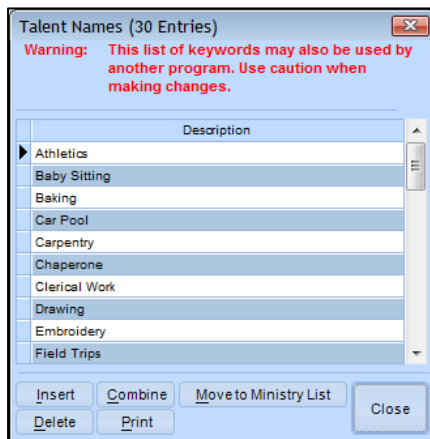 Talent Names (30 Entries)
Warning: This list of keywords may also be used by
another program. Use caution when
making changes.
Description
Athletics
Baby Sitting
Baking
Car Pool
Carpentry
Chaperone
Clerical Work
Drawing
Embroidery
Field Trips
Insert Combine Move to Ministry List
Close
Delete Print